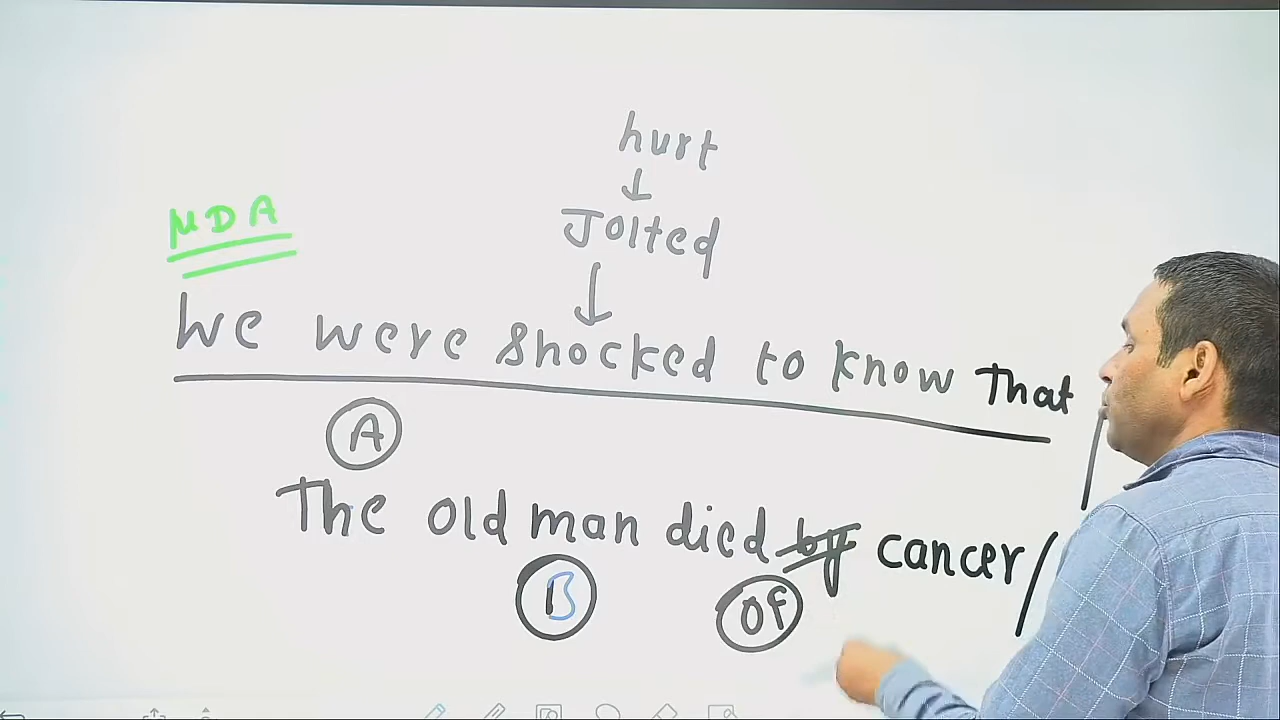 hurt
Jolted
NDA
We were shocked to know That
A
The old man died by cancer/
B
Of